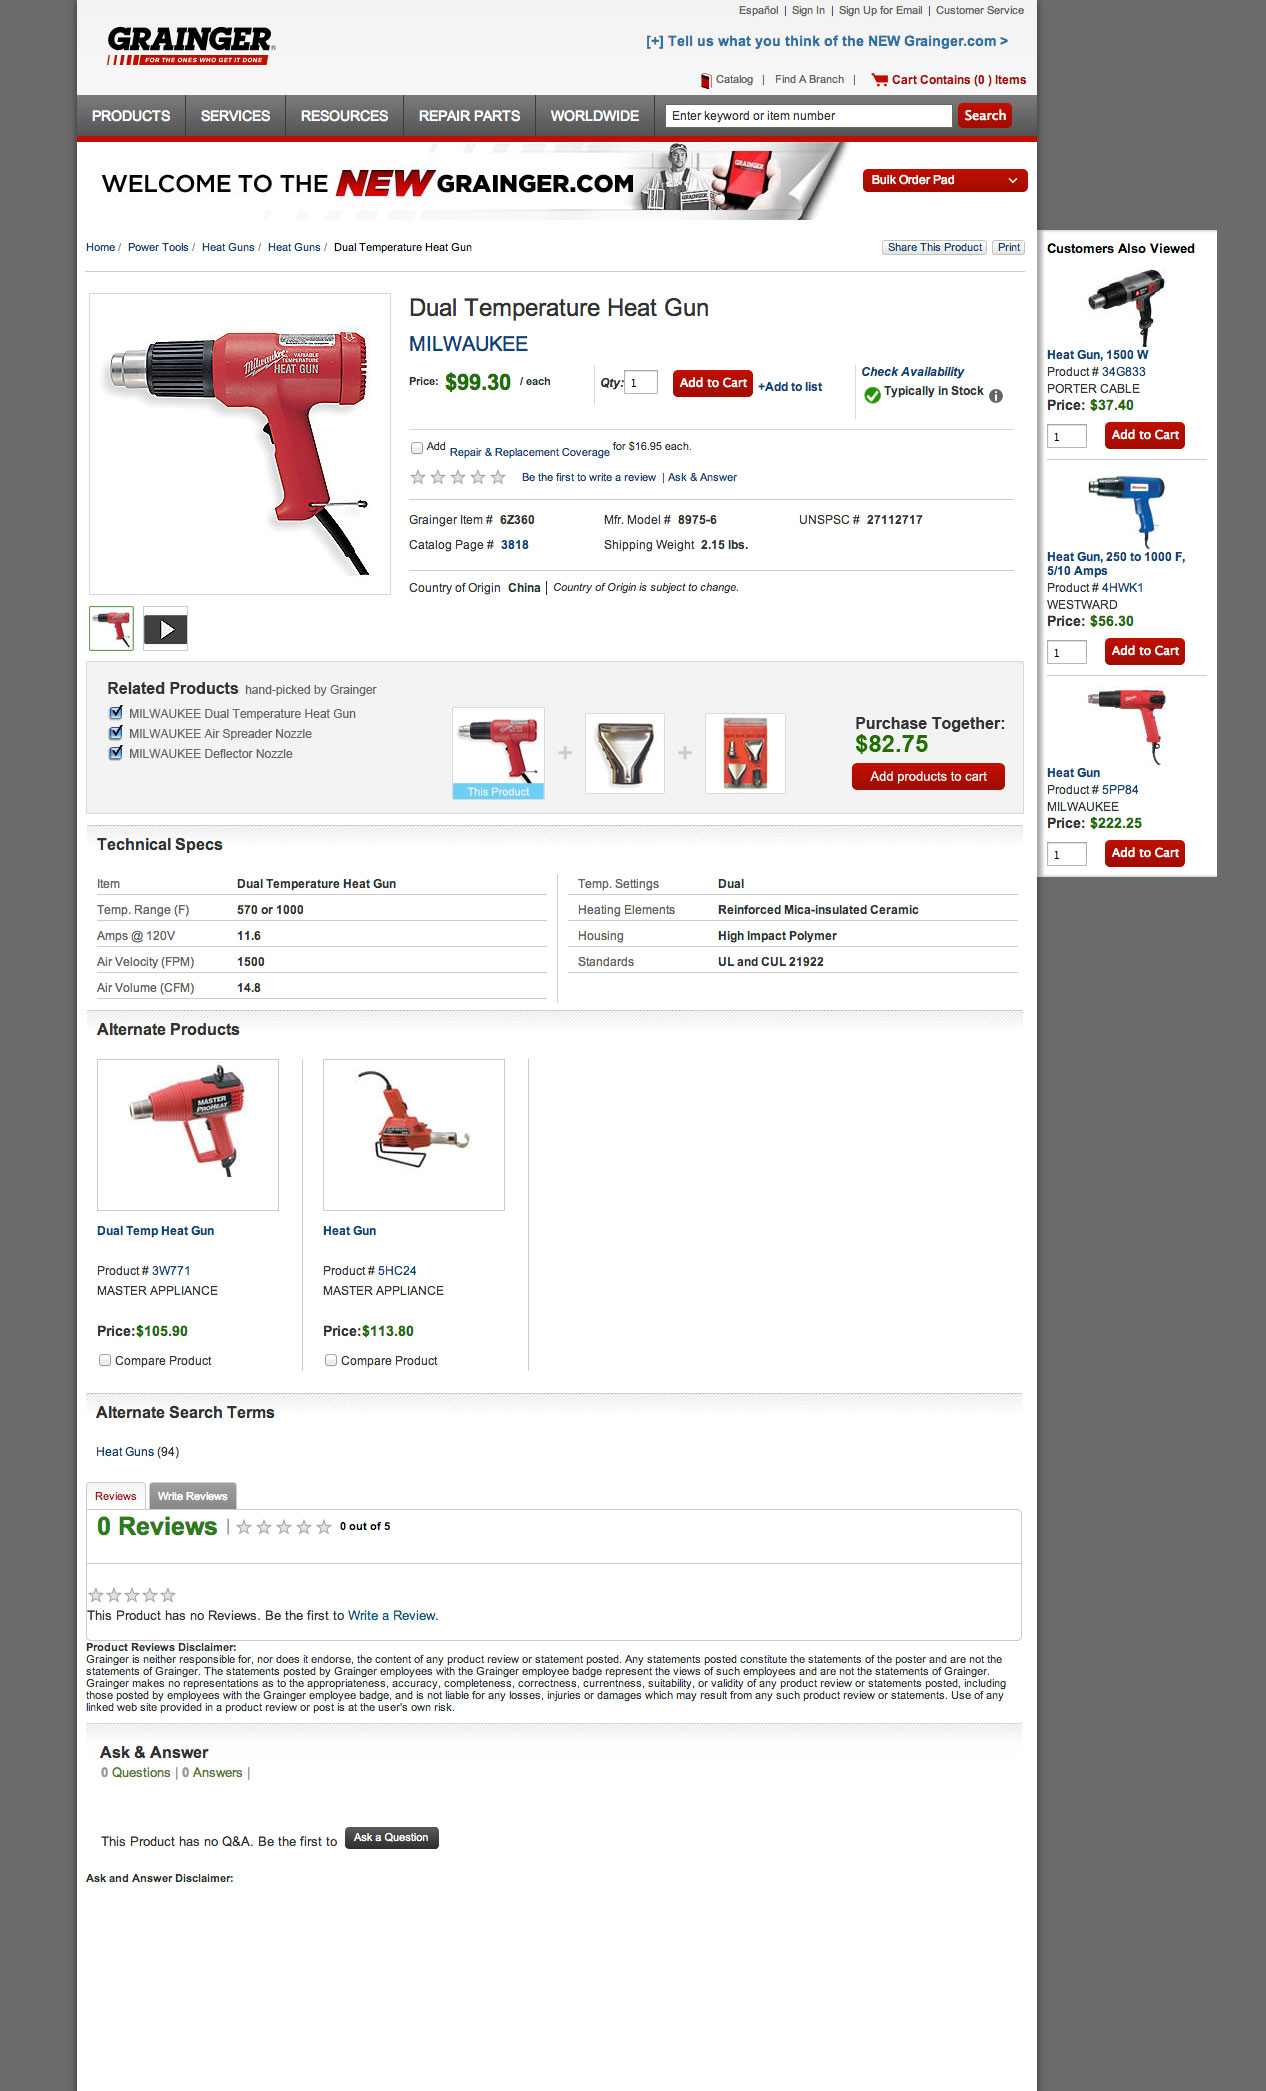 Español | Sign In | Sign Up for Email | Customer Service
GRAINGER®
FOR THE ONES WHO GET IT DONE
[+] Tell us what you think of the NEW Grainger.com >
Catalog | Find A Branch | Cart Contains (0 ) Items
PRODUCTS SERVICES RESOURCES REPAIR PARTS WORLDWIDE Enter keyword or item number Search
WELCOME TO THE NEW GRAINGER.COM
GRAINGER
GRAINGER
Bulk Order Pad
Home / Power Tools / Heat Guns / Heat Guns / Dual Temperature Heat Gun
Share This Product Print
Dual Temperature Heat Gun
MILWAUKEE
Price: $99.30 / each
Qty: 1 Add to Cart +Add to list
Check Availability
Typically in Stock
Milwaukee VARIABLE
TEMPERATURE
HEAT GUN
Add Repair & Replacement Coverage for $16.95 each.
Be the first to write a review | Ask & Answer
Grainger Item # 6Z360 Mfr. Model # 8975-6 UNSPSC # 27112717
Catalog Page # 3818 Shipping Weight 2.15 lbs.
Country of Origin China | Country of Origin is subject to change.
Customers Also Viewed
Heat Gun, 1500 W
Product # 34G833
PORTER CABLE
Price: $37.40
1 Add to Cart
Heat Gun, 250 to 1000 F,
5/10 Amps
Product # 4HWK1
WESTWARD
Price: $56.30
1 Add to Cart
Heat Gun
Product # 5PP84
MILWAUKEE
Price: $222.25
1 Add to Cart
Related Products hand-picked by Grainger
MILWAUKEE Dual Temperature Heat Gun
MILWAUKEE Air Spreader Nozzle
MILWAUKEE Deflector Nozzle
This Product
Purchase Together:
$82.75
Add products to cart
Technical Specs
Item Dual Temperature Heat Gun
Temp. Range (F) 570 or 1000
Amps @ 120V 11.6
Air Velocity (FPM) 1500
Air Volume (CFM) 14.8
Temp. Settings Dual
Heating Elements Reinforced Mica-insulated Ceramic
Housing High Impact Polymer
Standards UL and CUL 21922
Alternate Products
MASTER
PROHEAT
Dual Temp Heat Gun
Product # 3W771
MASTER APPLIANCE
Price:$105.90
Compare Product
Heat Gun
Product # 5HC24
MASTER APPLIANCE
Price:$113.80
Compare Product
Alternate Search Terms
Heat Guns (94)
Reviews Write Reviews
0 Reviews | 0 out of 5
This Product has no Reviews. Be the first to Write a Review.
Product Reviews Disclaimer:
Grainger is neither responsible for, nor does it endorse, the content of any product review or statement posted. Any statements posted constitute the statements of the poster and are not the
statements of Grainger. The statements posted by Grainger employees with the Grainger employee badge represent the views of such employees and are not the statements of Grainger.
Grainger makes no representations as to the appropriateness, accuracy, completeness, correctness, currentness, suitability, or validity of any product review or statements posted, including
those posted by employees with the Grainger employee badge, and is not liable for any losses, injuries or damages which may result from any such product review or statements. Use of any
linked web site provided in a product review or post is at the user's own risk.
Ask & Answer
0 Questions | 0 Answers |
This Product has no Q&A. Be the first to Ask a Question
Ask and Answer Disclaimer: